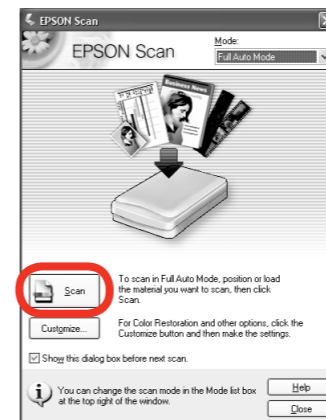 EPSON Scan
EPSON Scan
Mode:
Full Auto Mode
Business News
Scan
To scan in Full Auto Mode, position or load
the material you want to scan, then click
Scan.
Customize...
For Color Restoration and other options, click the
Customize button and then make the settings.
Show this dialog box before next scan.
You can change the scan mode in the Mode list box
at the top right of the window.
Help
Close